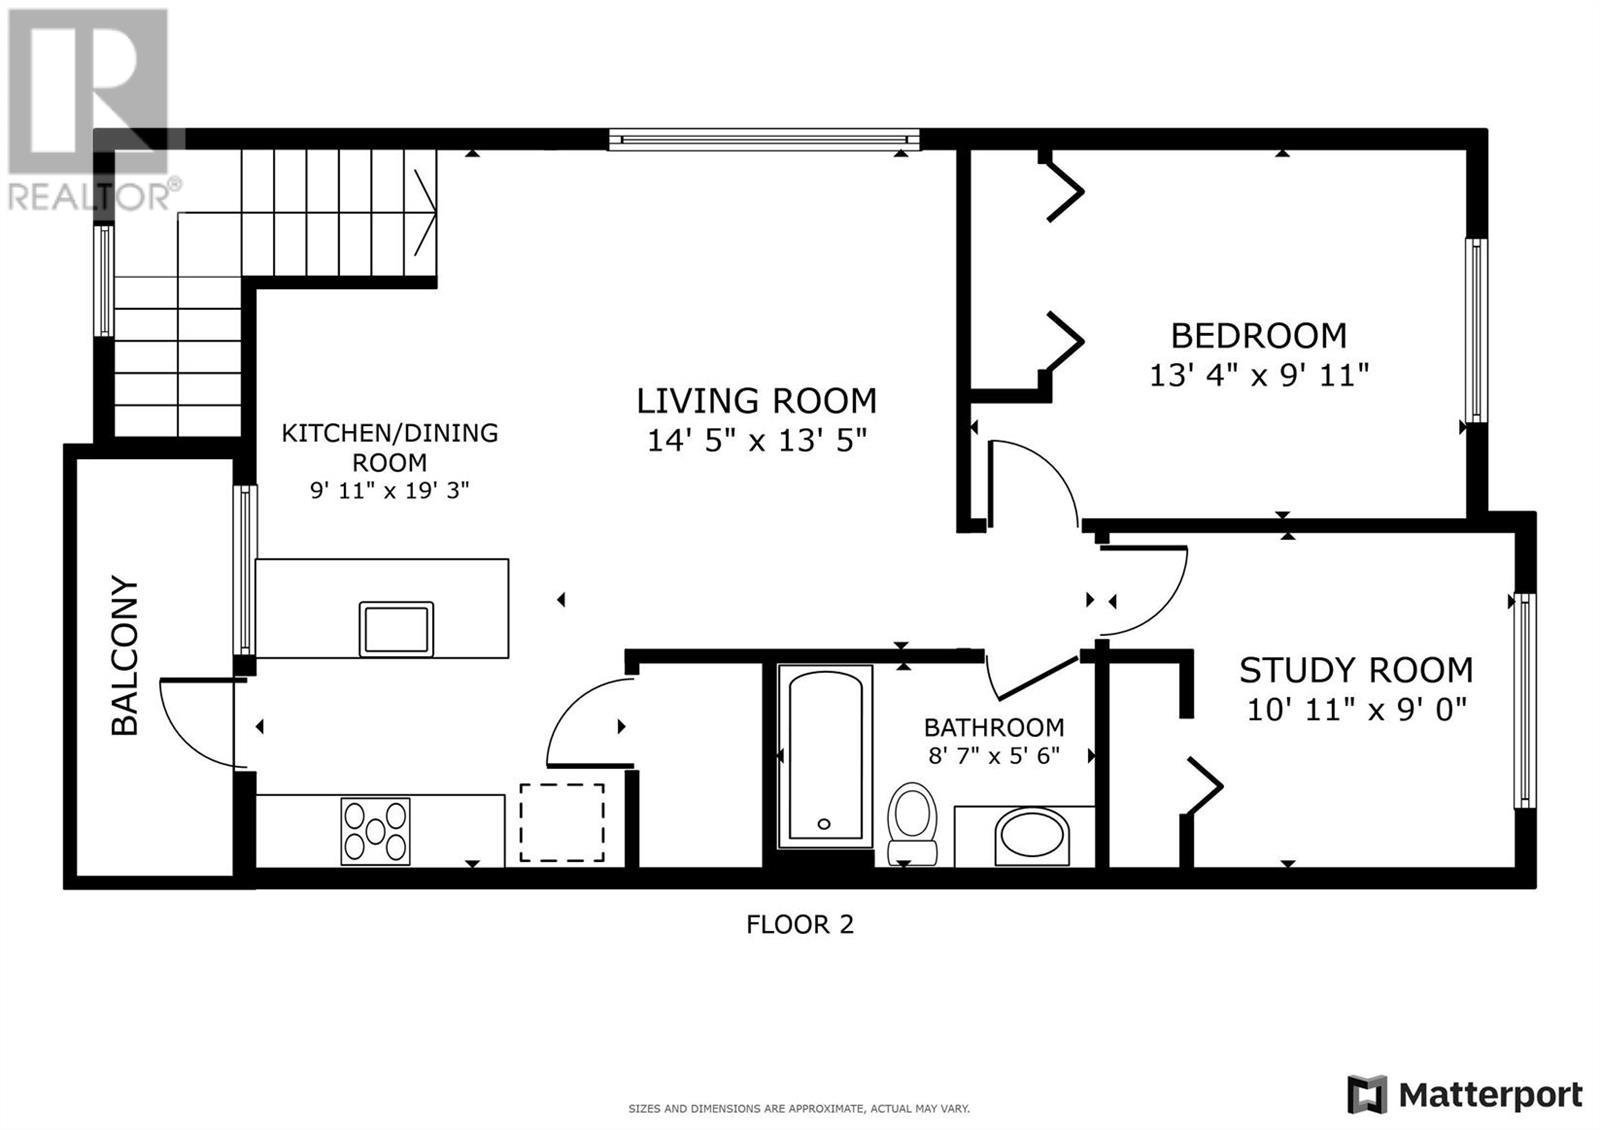 REALTOR®
BEDROOM
13' 4" x 9' 11"
LIVING ROOM
14' 5" x 13' 5"
KITCHEN/DINING
ROOM
9' 11" x 19' 3"
BALCONY
STUDY ROOM
10' 11" x 9' 0"
BATHROOM
8' 7" x 5' 6"
FLOOR 2
SIZES AND DIMENSIONS ARE APPROXIMATE, ACTUAL MAY VARY.
Matterport